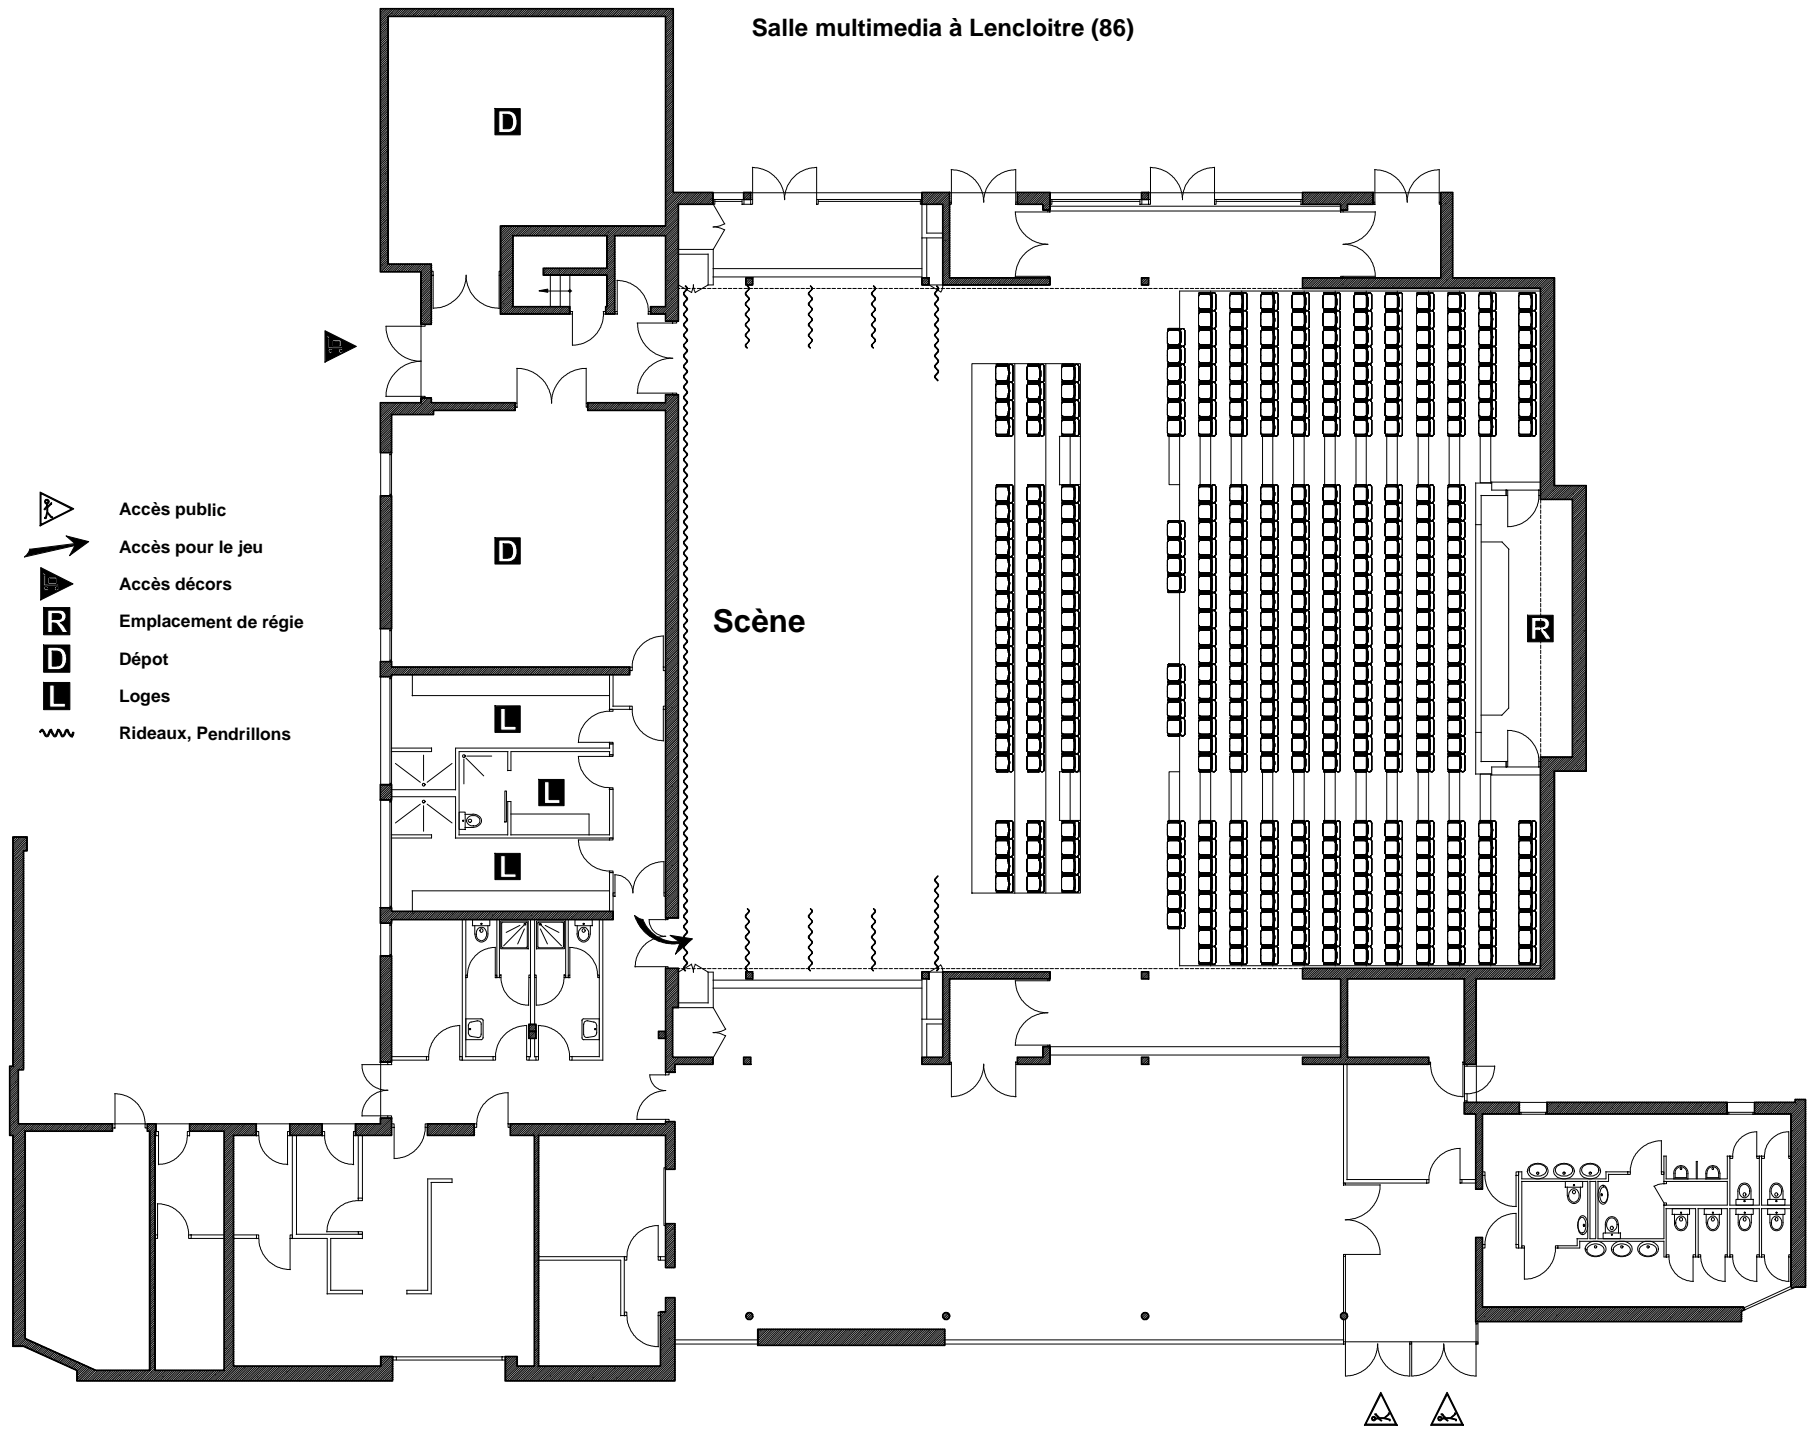 Salle multimedia à Lencloitre (86)
D
D
Scène
R
L
L
L
Accès public
Accès pour le jeu
Accès décors
R Emplacement de régie
D Dépot
L Loges
Rideaux, Pendrillons